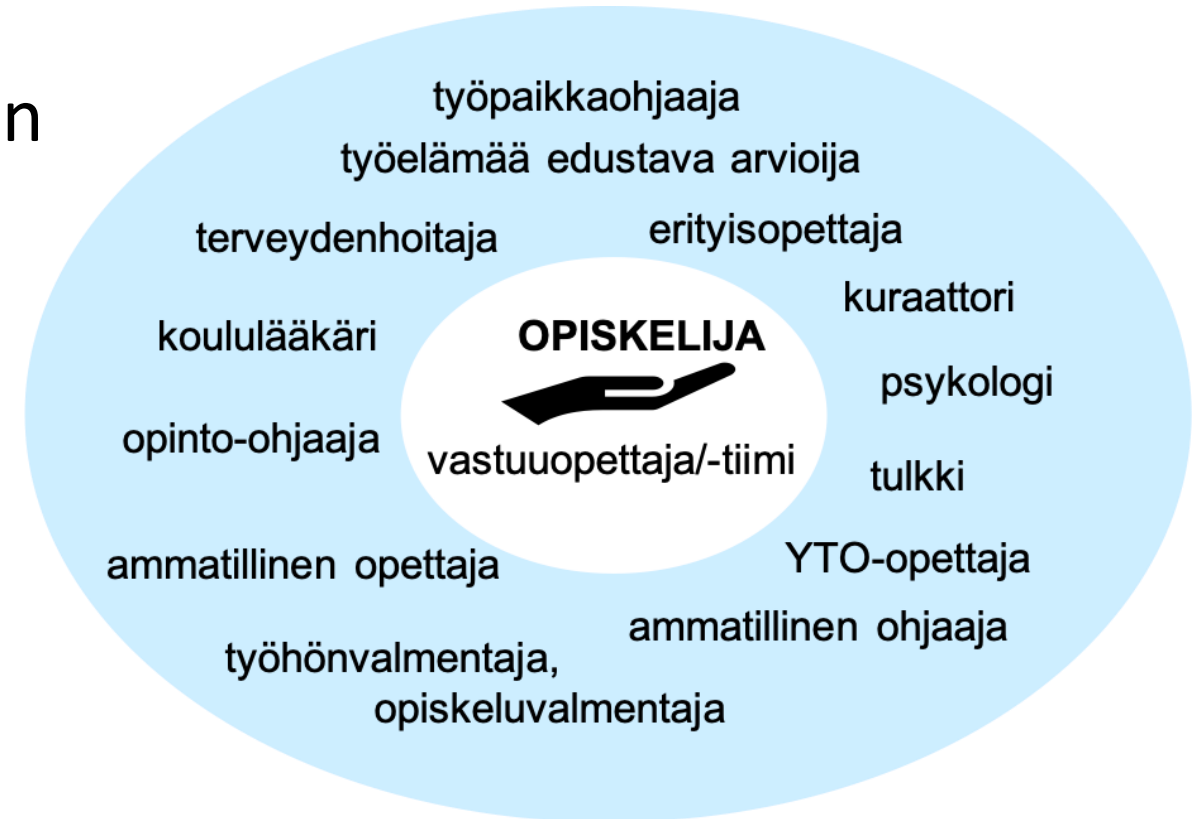 n
työpaikkaohjaaja
työelämää edustava arvioija
terveydenhoitaja
erityisopettaja
kuraattori
koululääkäri
OPISKELIJA
psykologi
opinto-ohjaaja
vastuuopettaja/-tiimi
tulkki
ammatillinen opettaja
YTO-opettaja
ammatillinen ohjaaja
työhönvalmentaja,
opiskeluvalmentaja